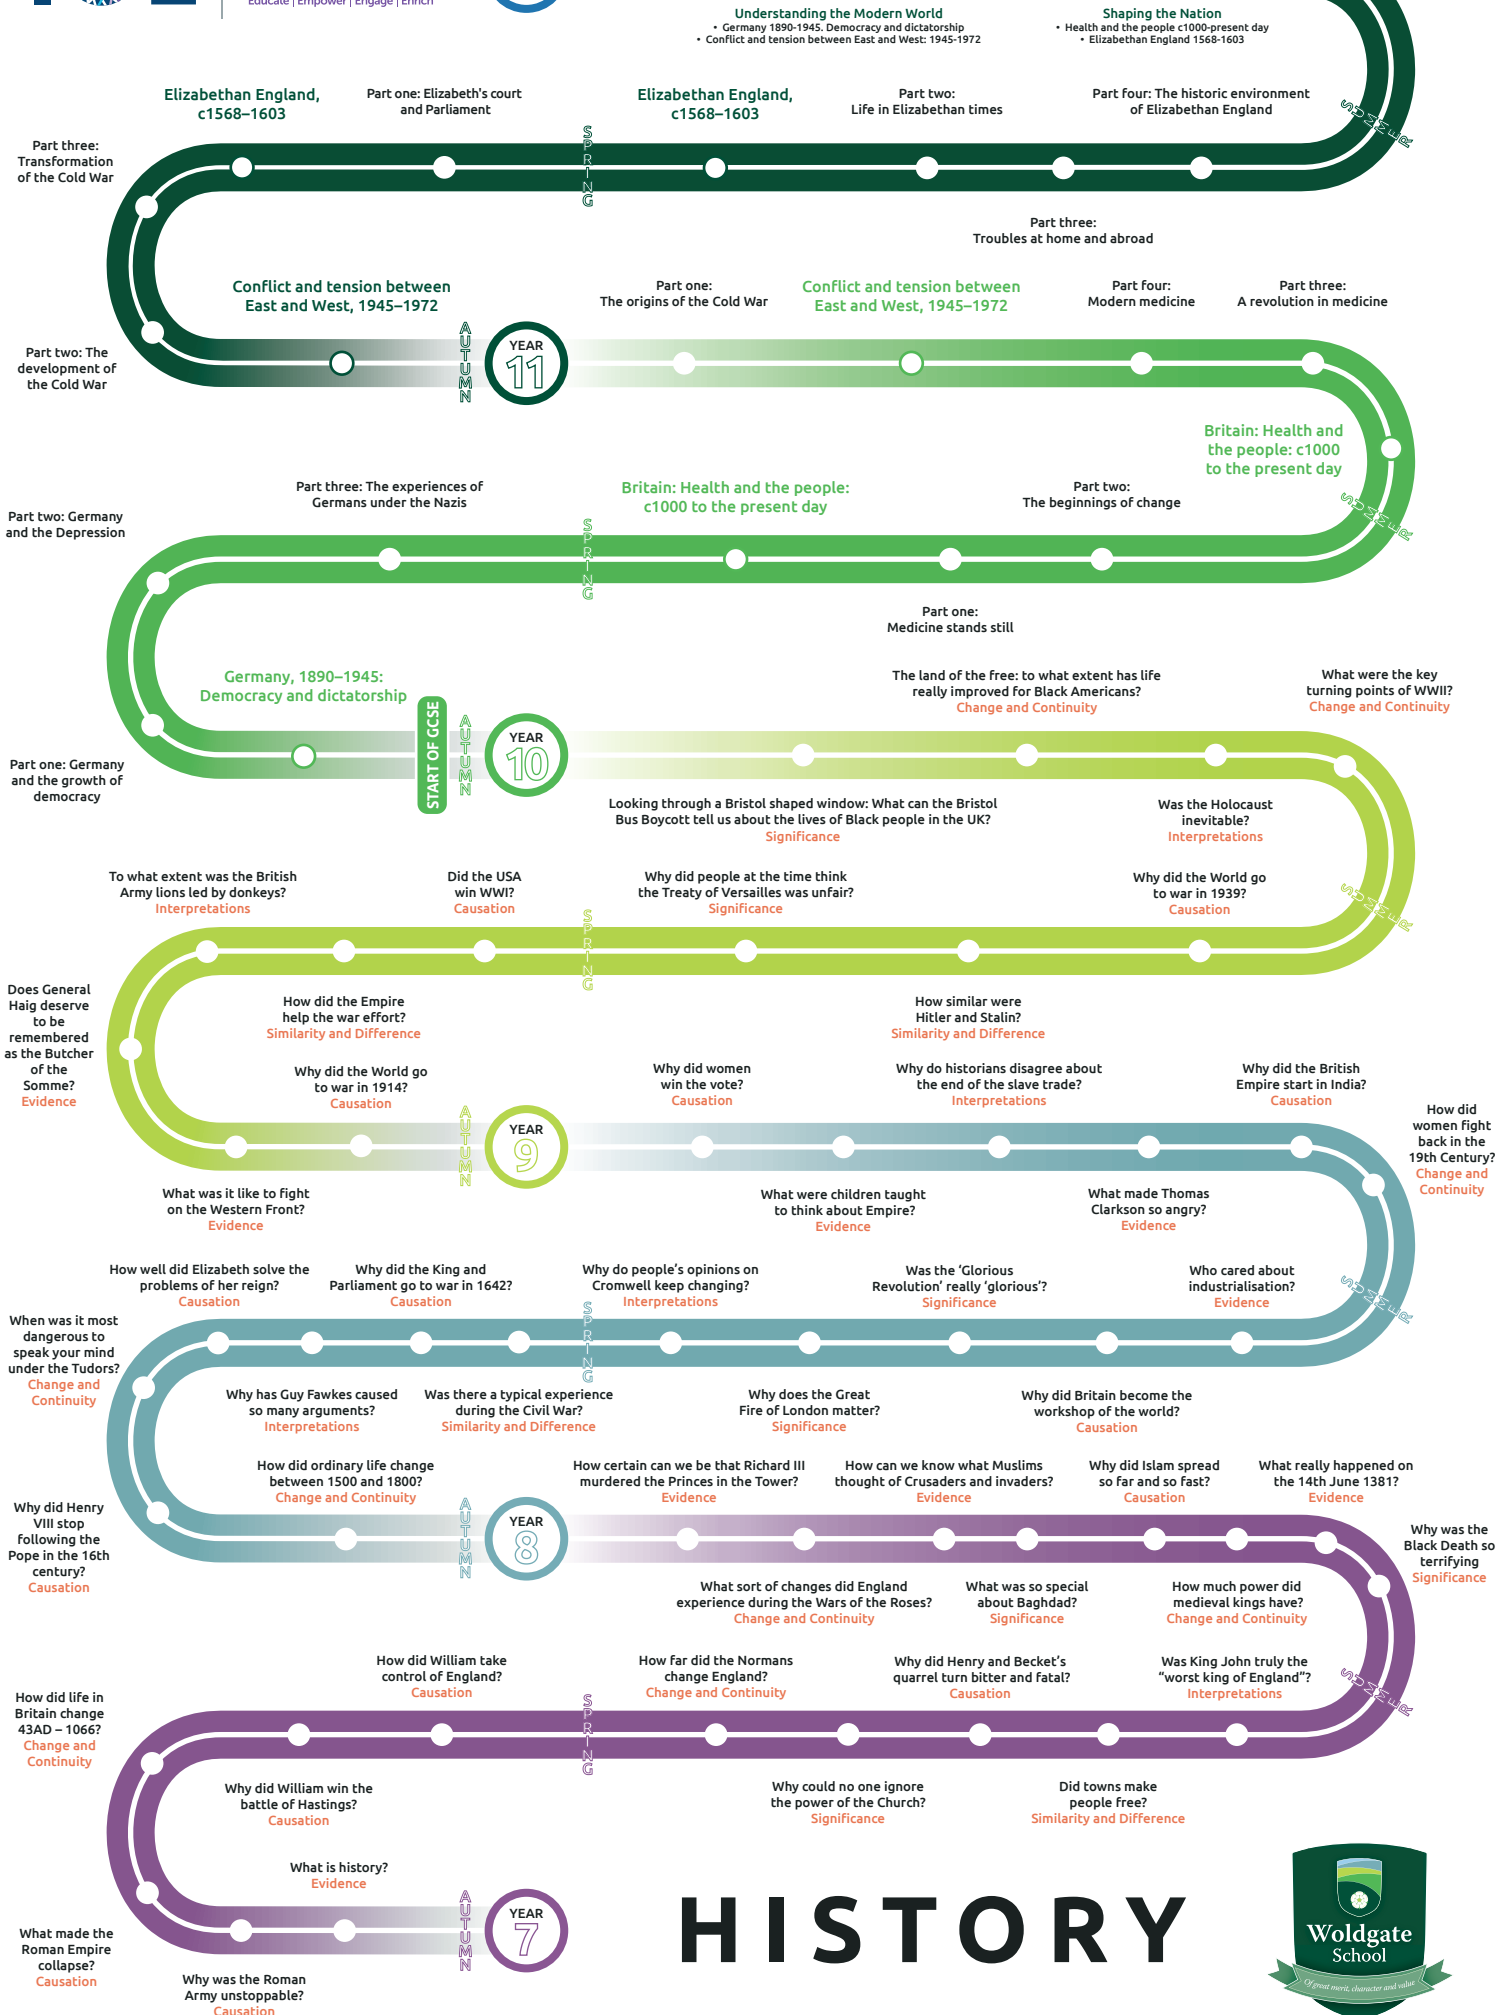 Educate | Empower | Engage | Enrich
Understanding the Modern World
• Germany 1890-1945. Democracy and dictatorship
• Conflict and tension between East and West: 1945-1972
Shaping the Nation
• Health and the people c1000-present day
• Elizabethan England 1568-1603
Elizabethan England,
c1568–1603
Part one: Elizabeth's court
and Parliament
Elizabethan England,
c1568–1603
Part two:
Life in Elizabethan times
Part four: The historic environment
of Elizabethan England
SUMMER
SPRING
Part three:
Transformation
of the Cold War
Part three:
Troubles at home and abroad
Conflict and tension between
East and West, 1945–1972
AUTUMN
YEAR
11
Part one:
The origins of the Cold War
Conflict and tension between
East and West, 1945–1972
Part four:
Modern medicine
Part three:
A revolution in medicine
Part two: The
development of
the Cold War
Britain: Health and
the people: c1000
to the present day
Part three: The experiences of
Germans under the Nazis
Britain: Health and the people:
c1000 to the present day
Part two:
The beginnings of change
SUMMER
SPRING
Part two: Germany
and the Depression
Part one:
Medicine stands still
Germany, 1890–1945:
Democracy and dictatorship
START OF GCSE
AUTUMN
YEAR
10
The land of the free: to what extent has life
really improved for Black Americans?
Change and Continuity
What were the key
turning points of WWII?
Change and Continuity
Part one: Germany
and the growth of
democracy
Looking through a Bristol shaped window: What can the Bristol
Bus Boycott tell us about the lives of Black people in the UK?
Significance
Was the Holocaust
inevitable?
Interpretations
To what extent was the British
Army lions led by donkeys?
Interpretations
Did the USA
win WWI?
Causation
Why did people at the time think
the Treaty of Versailles was unfair?
Significance
Why did the World go
to war in 1939?
Causation
SUMMER
SPRING
Does General
Haig deserve
to be
remembered
as the Butcher
of the
Somme?
Evidence
How did the Empire
help the war effort?
Similarity and Difference
How similar were
Hitler and Stalin?
Similarity and Difference
Why did the World go
to war in 1914?
Causation
AUTUMN
YEAR
9
Why did women
win the vote?
Causation
Why do historians disagree about
the end of the slave trade?
Interpretations
Why did the British
Empire start in India?
Causation
How did
women fight
back in the
19th Century?
Change and
Continuity
What was it like to fight
on the Western Front?
Evidence
What were children taught
to think about Empire?
Evidence
What made Thomas
Clarkson so angry?
Evidence
How well did Elizabeth solve the
problems of her reign?
Causation
Why did the King and
Parliament go to war in 1642?
Causation
Why do people’s opinions on
Cromwell keep changing?
Interpretations
Was the ‘Glorious
Revolution’ really ‘glorious’?
Significance
Who cared about
industrialisation?
Evidence
SUMMER
SPRING
When was it most
dangerous to
speak your mind
under the Tudors?
Change and
Continuity
Why has Guy Fawkes caused
so many arguments?
Interpretations
Was there a typical experience
during the Civil War?
Similarity and Difference
Why does the Great
Fire of London matter?
Significance
Why did Britain become the
workshop of the world?
Causation
How did ordinary life change
between 1500 and 1800?
Change and Continuity
AUTUMN
YEAR
8
How certain can we be that Richard III
murdered the Princes in the Tower?
Evidence
How can we know what Muslims
thought of Crusaders and invaders?
Evidence
Why did Islam spread
so far and so fast?
Causation
What really happened on
the 14th June 1381?
Evidence
Why did Henry
VIII stop
following the
Pope in the 16th
century?
Causation
Why was the
Black Death so
terrifying
Significance
What sort of changes did England
experience during the Wars of the Roses?
Change and Continuity
What was so special
about Baghdad?
Significance
How much power did
medieval kings have?
Change and Continuity
How did William take
control of England?
Causation
How far did the Normans
change England?
Change and Continuity
Why did Henry and Becket’s
quarrel turn bitter and fatal?
Causation
Was King John truly the
“worst king of England”?
Interpretations
SUMMER
SPRING
How did life in
Britain change
43AD – 1066?
Change and
Continuity
Why did William win the
battle of Hastings?
Causation
Why could no one ignore
the power of the Church?
Significance
Did towns make
people free?
Similarity and Difference
What is history?
Evidence
AUTUMN
YEAR
7
HISTORY
What made the
Roman Empire
collapse?
Causation
Why was the Roman
Army unstoppable?
Causation
Woldgate
School
Of great merit, character and value